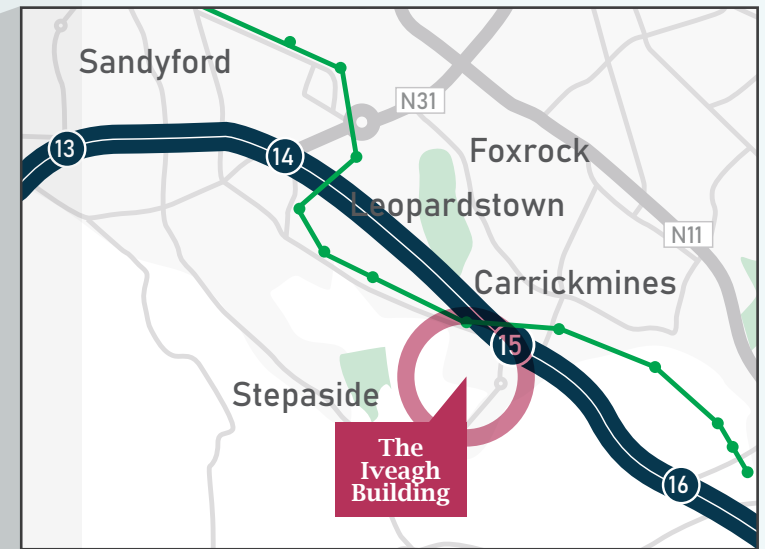 Sandyford
N31
13
14
Foxrock
Leopardstown
N11
Carrickmines
15
Stepaside
The
Iveagh
Building
16